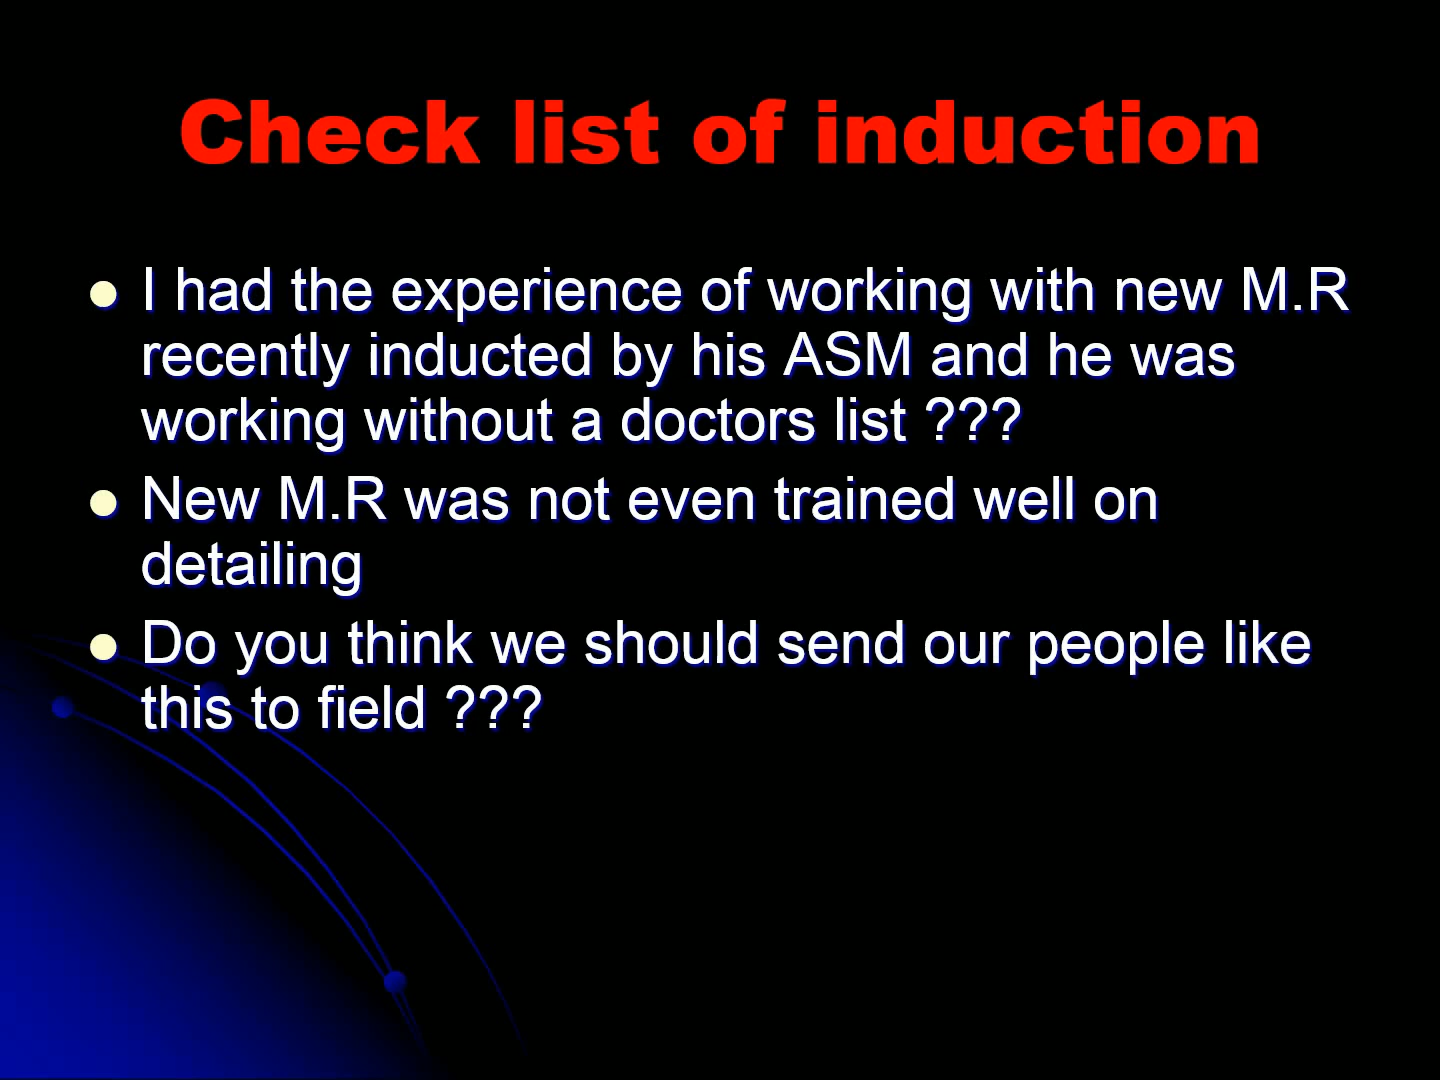 Check list of induction
I had the experience of working with new M.R
recently inducted by his ASM and he was
working without a doctors list ???
New M.R was not even trained well on
detailing
Do you think we should send our people like
this to field ???